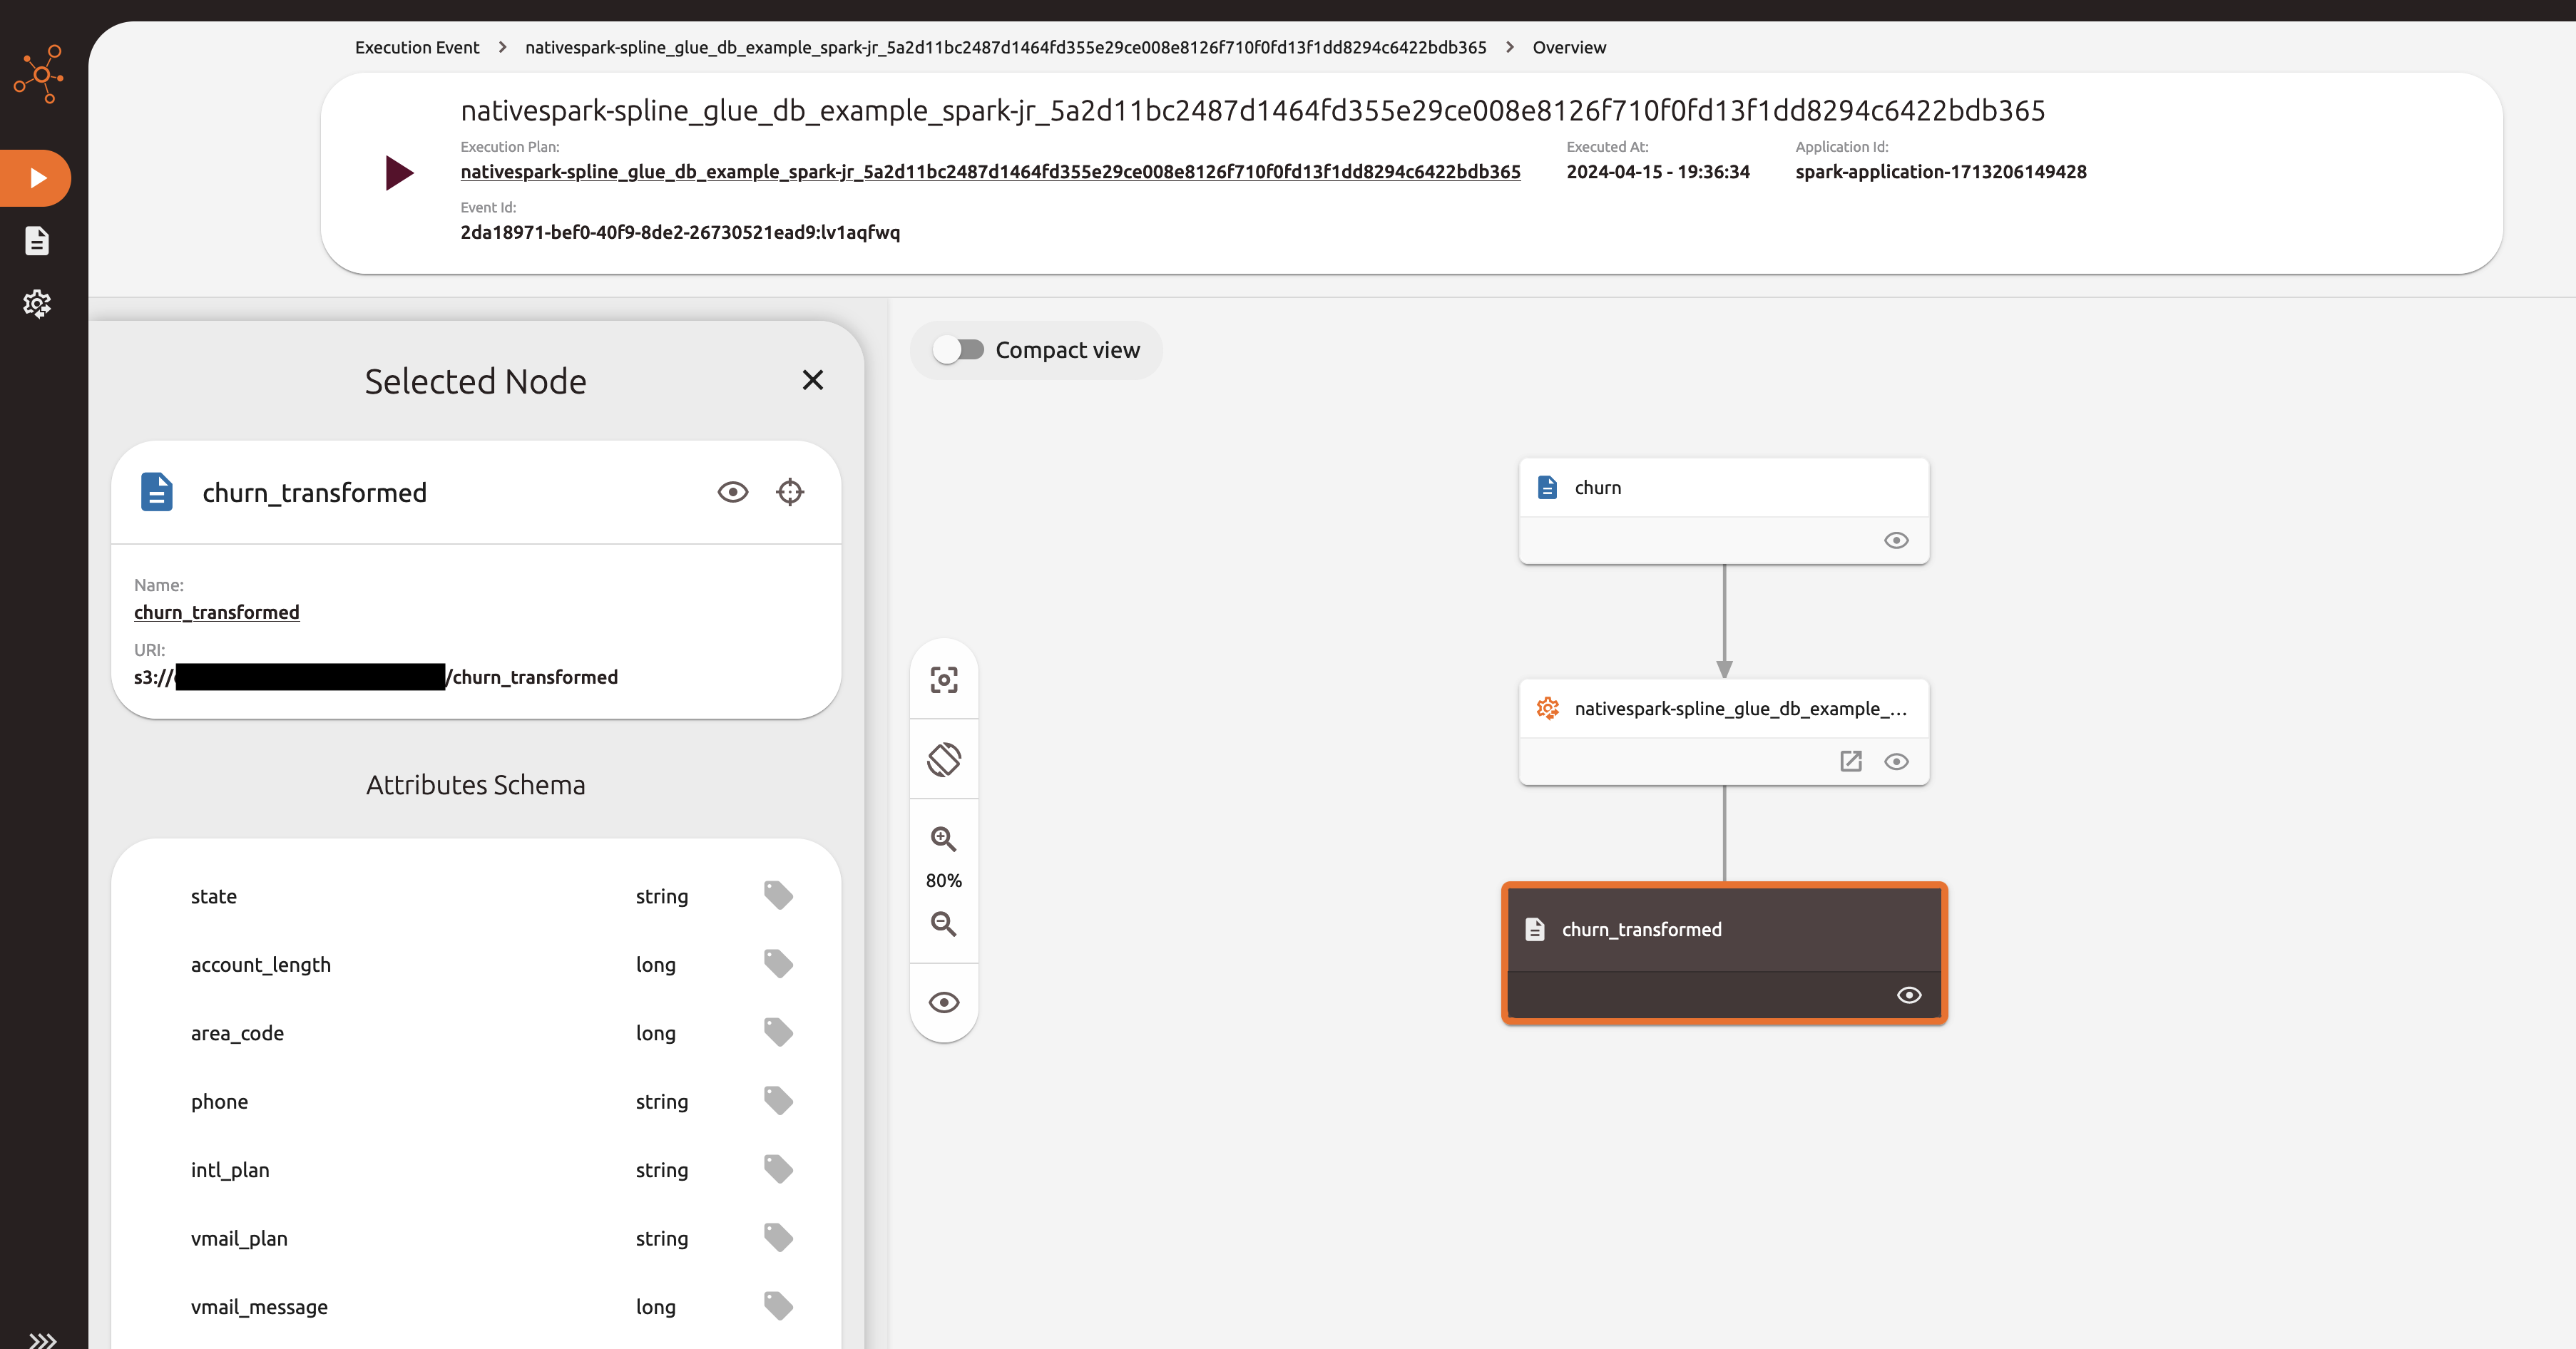 Execution Event > nativespark-spline_glue_db_example_spark-jr_5a2d11bc2487d1464fd355e29ce008e8126f710f0fd13f1dd8294c6422bdb365 > Overview
nativespark-spline_glue_db_example_spark-jr_5a2d11bc2487d1464fd355e29ce008e8126f710f0fd13f1dd8294c6422bdb365
Execution Plan:
nativespark-spline_glue_db_example_spark-jr_5a2d11bc2487d1464fd355e29ce008e8126f710f0fd13f1dd8294c6422bdb365
Executed At:
2024-04-15 - 19:36:34
Application Id:
spark-application-1713206149428
Event Id:
2da18971-bef0-40f9-8de2-26730521ead9:lv1aqfwq
Selected Node
churn_transformed
Name:
churn_transformed
URI:
s3:// /churn_transformed
Attributes Schema
state string
account_length long
area_code long
phone string
intl_plan string
vmail_plan string
vmail_message long
Compact view
80%
churn
nativespark-spline_glue_db_example_...
churn_transformed